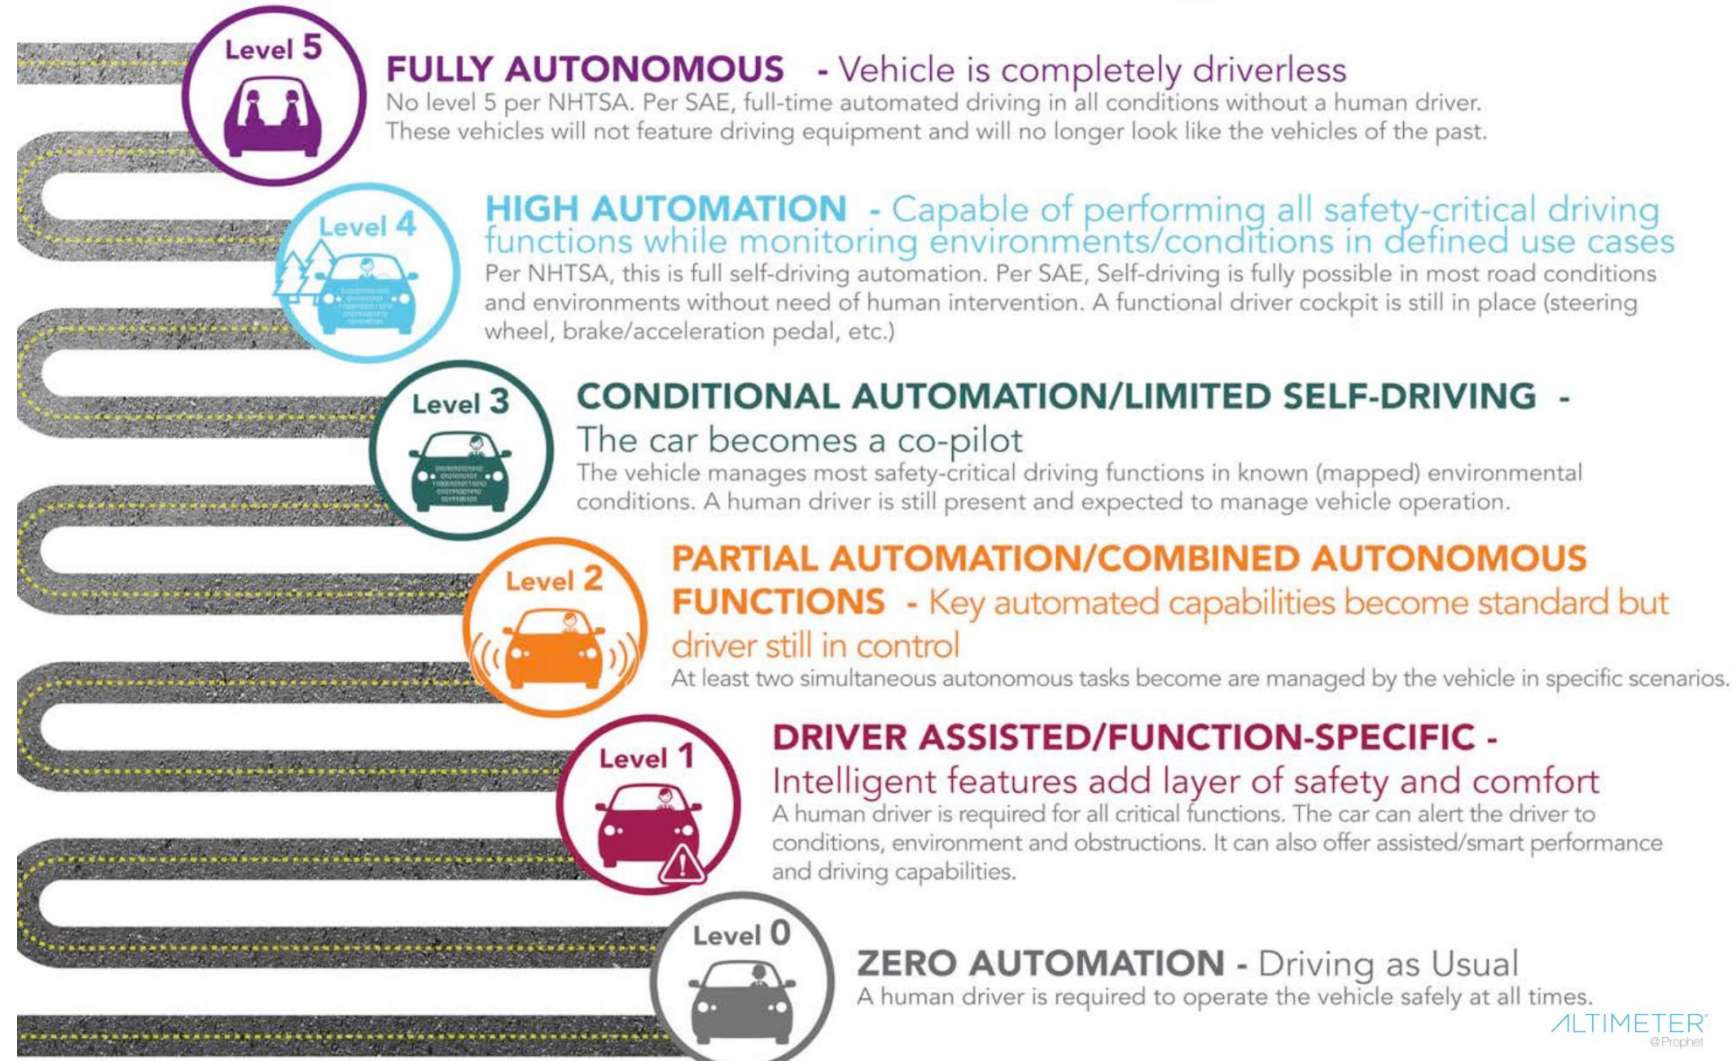 Level 5
FULLY AUTONOMOUS - Vehicle is completely driverless
No level 5 per NHTSA. Per SAE, full-time automated driving in all conditions without a human driver.
These vehicles will not feature driving equipment and will no longer look like the vehicles of the past.
Level 4
HIGH AUTOMATION - Capable of performing all safety-critical driving
functions while monitoring environments/conditions in defined use cases
Per NHTSA, this is full self-driving automation. Per SAE, Self-driving is fully possible in most road conditions
and environments without need of human intervention. A functional driver cockpit is still in place (steering
wheel, brake/acceleration pedal, etc.)
Level 3
CONDITIONAL AUTOMATION/LIMITED SELF-DRIVING -
The car becomes a co-pilot
The vehicle manages most safety-critical driving functions in known (mapped) environmental
conditions. A human driver is still present and expected to manage vehicle operation.
Level 2
PARTIAL AUTOMATION/COMBINED AUTONOMOUS
FUNCTIONS - Key automated capabilities become standard but
driver still in control
At least two simultaneous autonomous tasks become are managed by the vehicle in specific scenarios.
Level 1
DRIVER ASSISTED/FUNCTION-SPECIFIC -
Intelligent features add layer of safety and comfort
A human driver is required for all critical functions. The car can alert the driver to
conditions, environment and obstructions. It can also offer assisted/smart performance
and driving capabilities.
Level 0
ZERO AUTOMATION - Driving as Usual
A human driver is required to operate the vehicle safely at all times.
ALTIMETER®
@Prophet